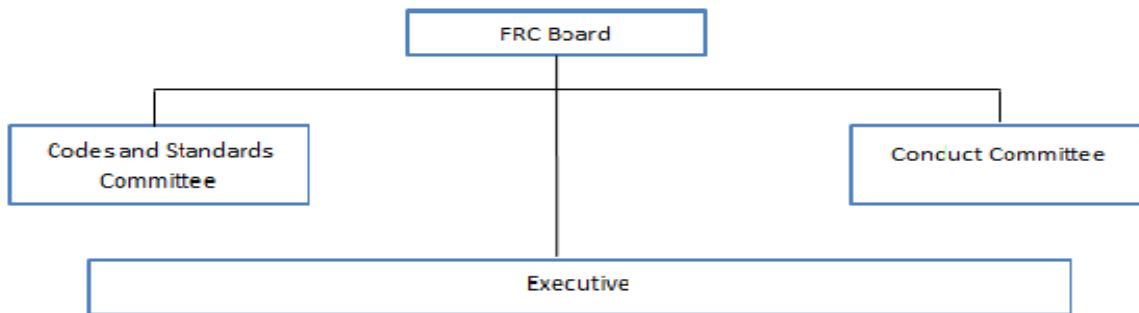 FRC Board
Codes and Standards
Committee
Conduct Committee
Executive